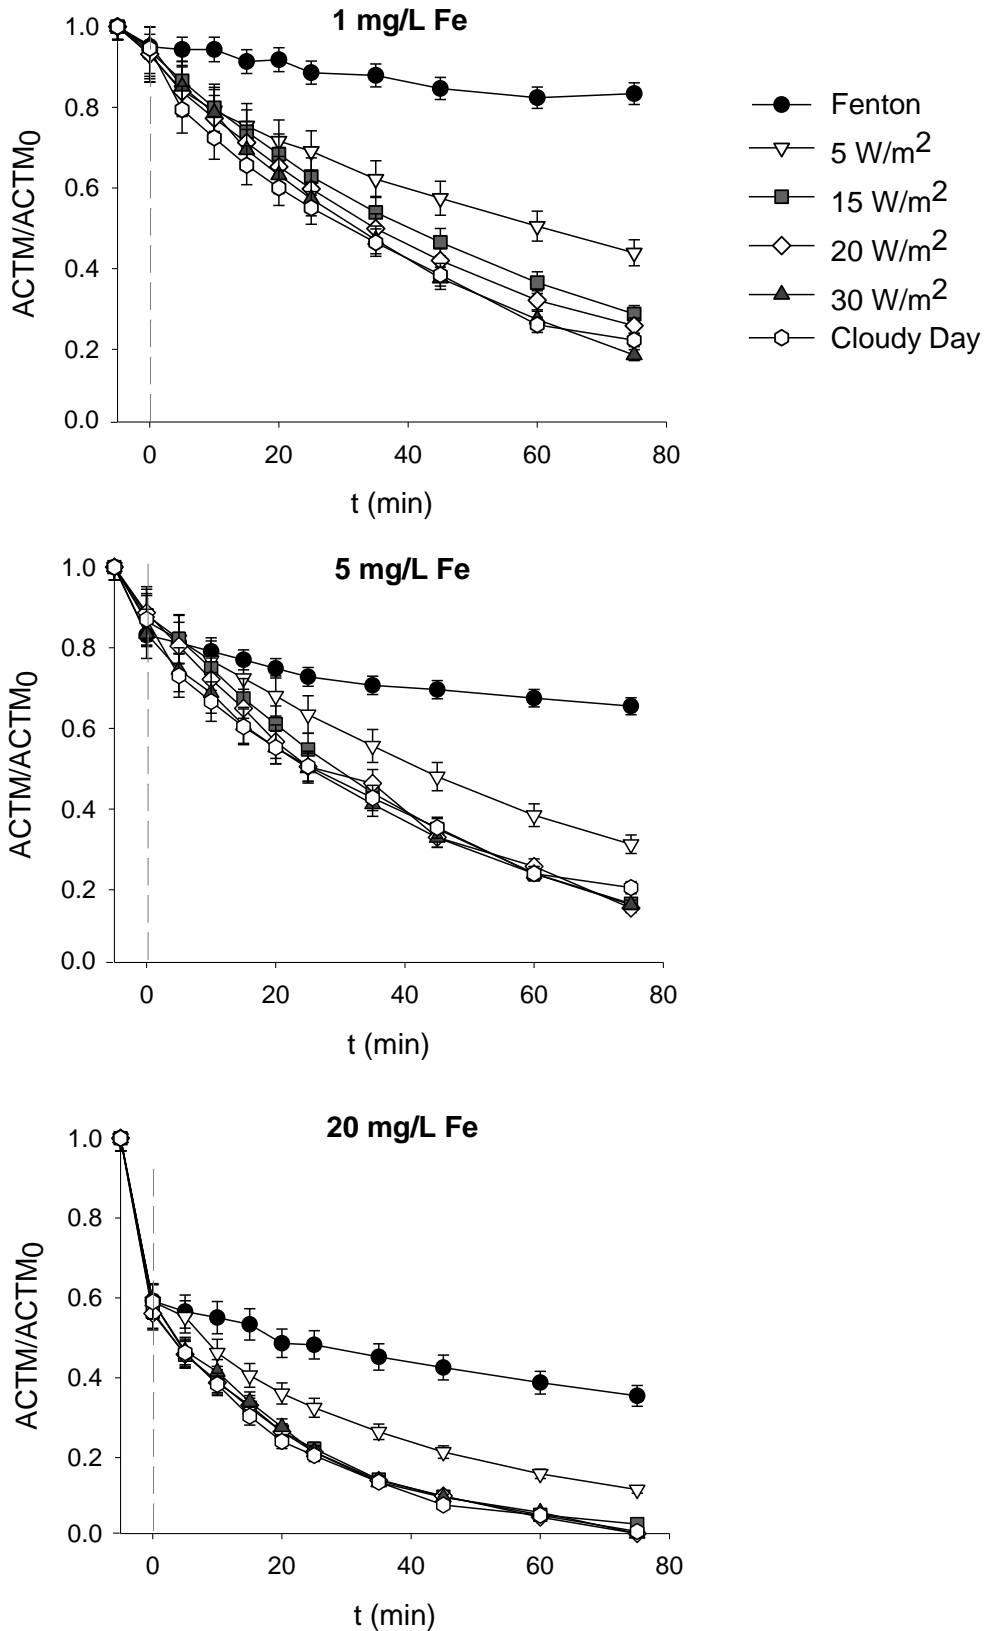 1 mg/L Fe
1.0
0.8
0.6
0.4
0.2
0.0
ACTM/ACTM0
0 20 40 60 80
t (min)
Fenton
5 W/m2
15 W/m2
20 W/m2
30 W/m2
Cloudy Day
5 mg/L Fe
1.0
0.8
0.6
0.4
0.2
0.0
ACTM/ACTM0
0 20 40 60 80
t (min)
20 mg/L Fe
1.0
0.8
0.6
0.4
0.2
0.0
ACTM/ACTM0
0 20 40 60 80
t (min)